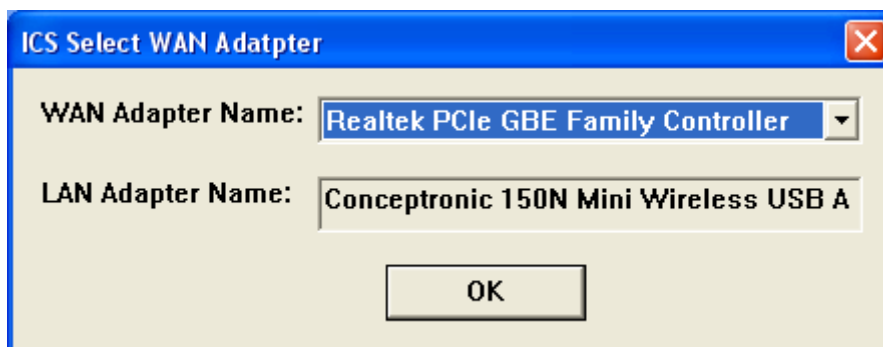 ICS Select WAN Adatpter
WAN Adapter Name: Realtek PCIe GBE Family Controller
LAN Adapter Name: Conceptronic 150N Mini Wireless USB A
OK